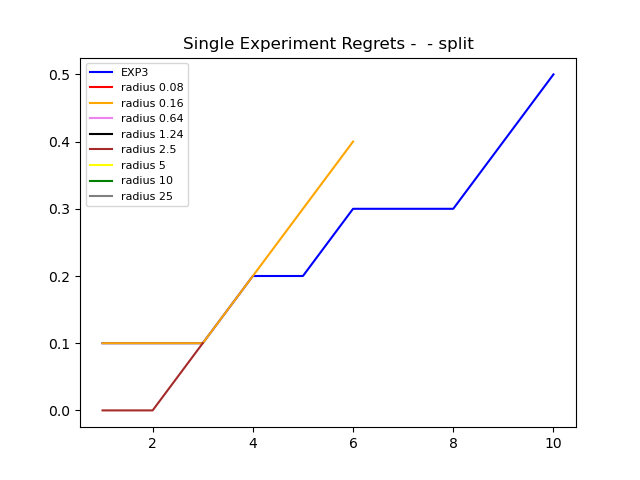 Single Experiment Regrets -  - split
EXP3
radius 0.08
radius 0.16
radius 0.64
radius 1.24
radius 2.5
radius 5
radius 10
radius 25
0.5
0.4
0.3
0.2
0.1
0.0
2 4 6 8 10